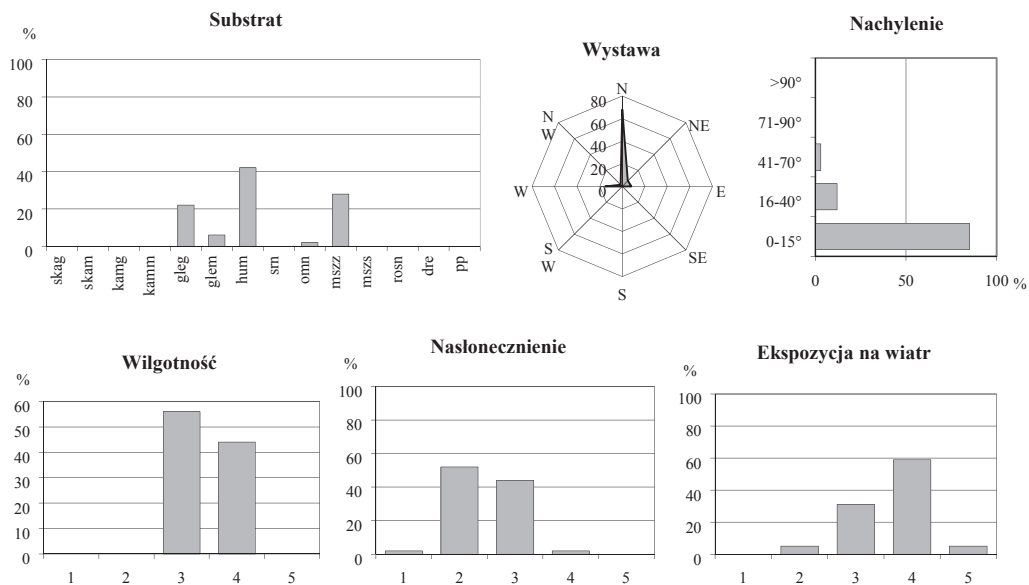 Substrat
%
100
80
60
40
20
0
skag
skam
kamg
kamm
gleg
glem
hum
srn
omn
mszz
mszs
rosn
dre
pp
Wystawa
N
NE
E
SE
S
S
W
W
N
W
80
60
40
20
0
Nachylenie
>90°
71-90°
41-70°
16-40°
0-15°
0 50 100 %
Wilgotność
%
60
50
40
30
20
10
0
1 2 3 4 5
Nasłonecznienie
%
100
80
60
40
20
0
1 2 3 4 5
Ekspozycja na wiatr
%
100
80
60
40
20
0
1 2 3 4 5